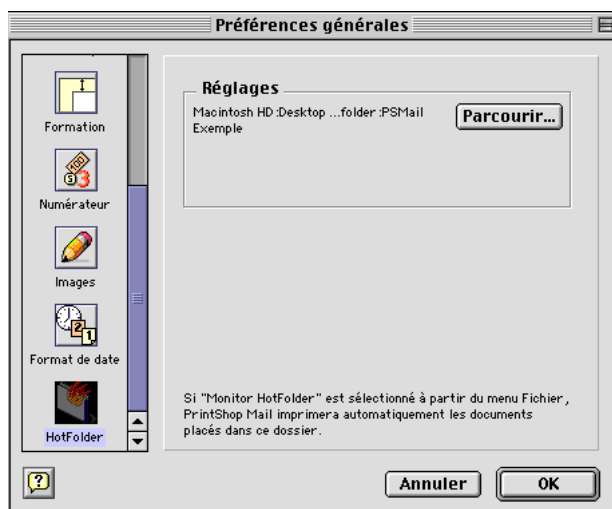 Préférences générales
Formation
Numérateur
Images
Format de date
HotFolder
Réglages
Macintosh HD:Desktop ...folder:PSMail
Exemple
Parcourir...
Si "Monitor HotFolder" est sélectionné à partir du menu Fichier,
PrintShop Mail imprimera automatiquement les documents
placés dans ce dossier.
?
Annuler
OK